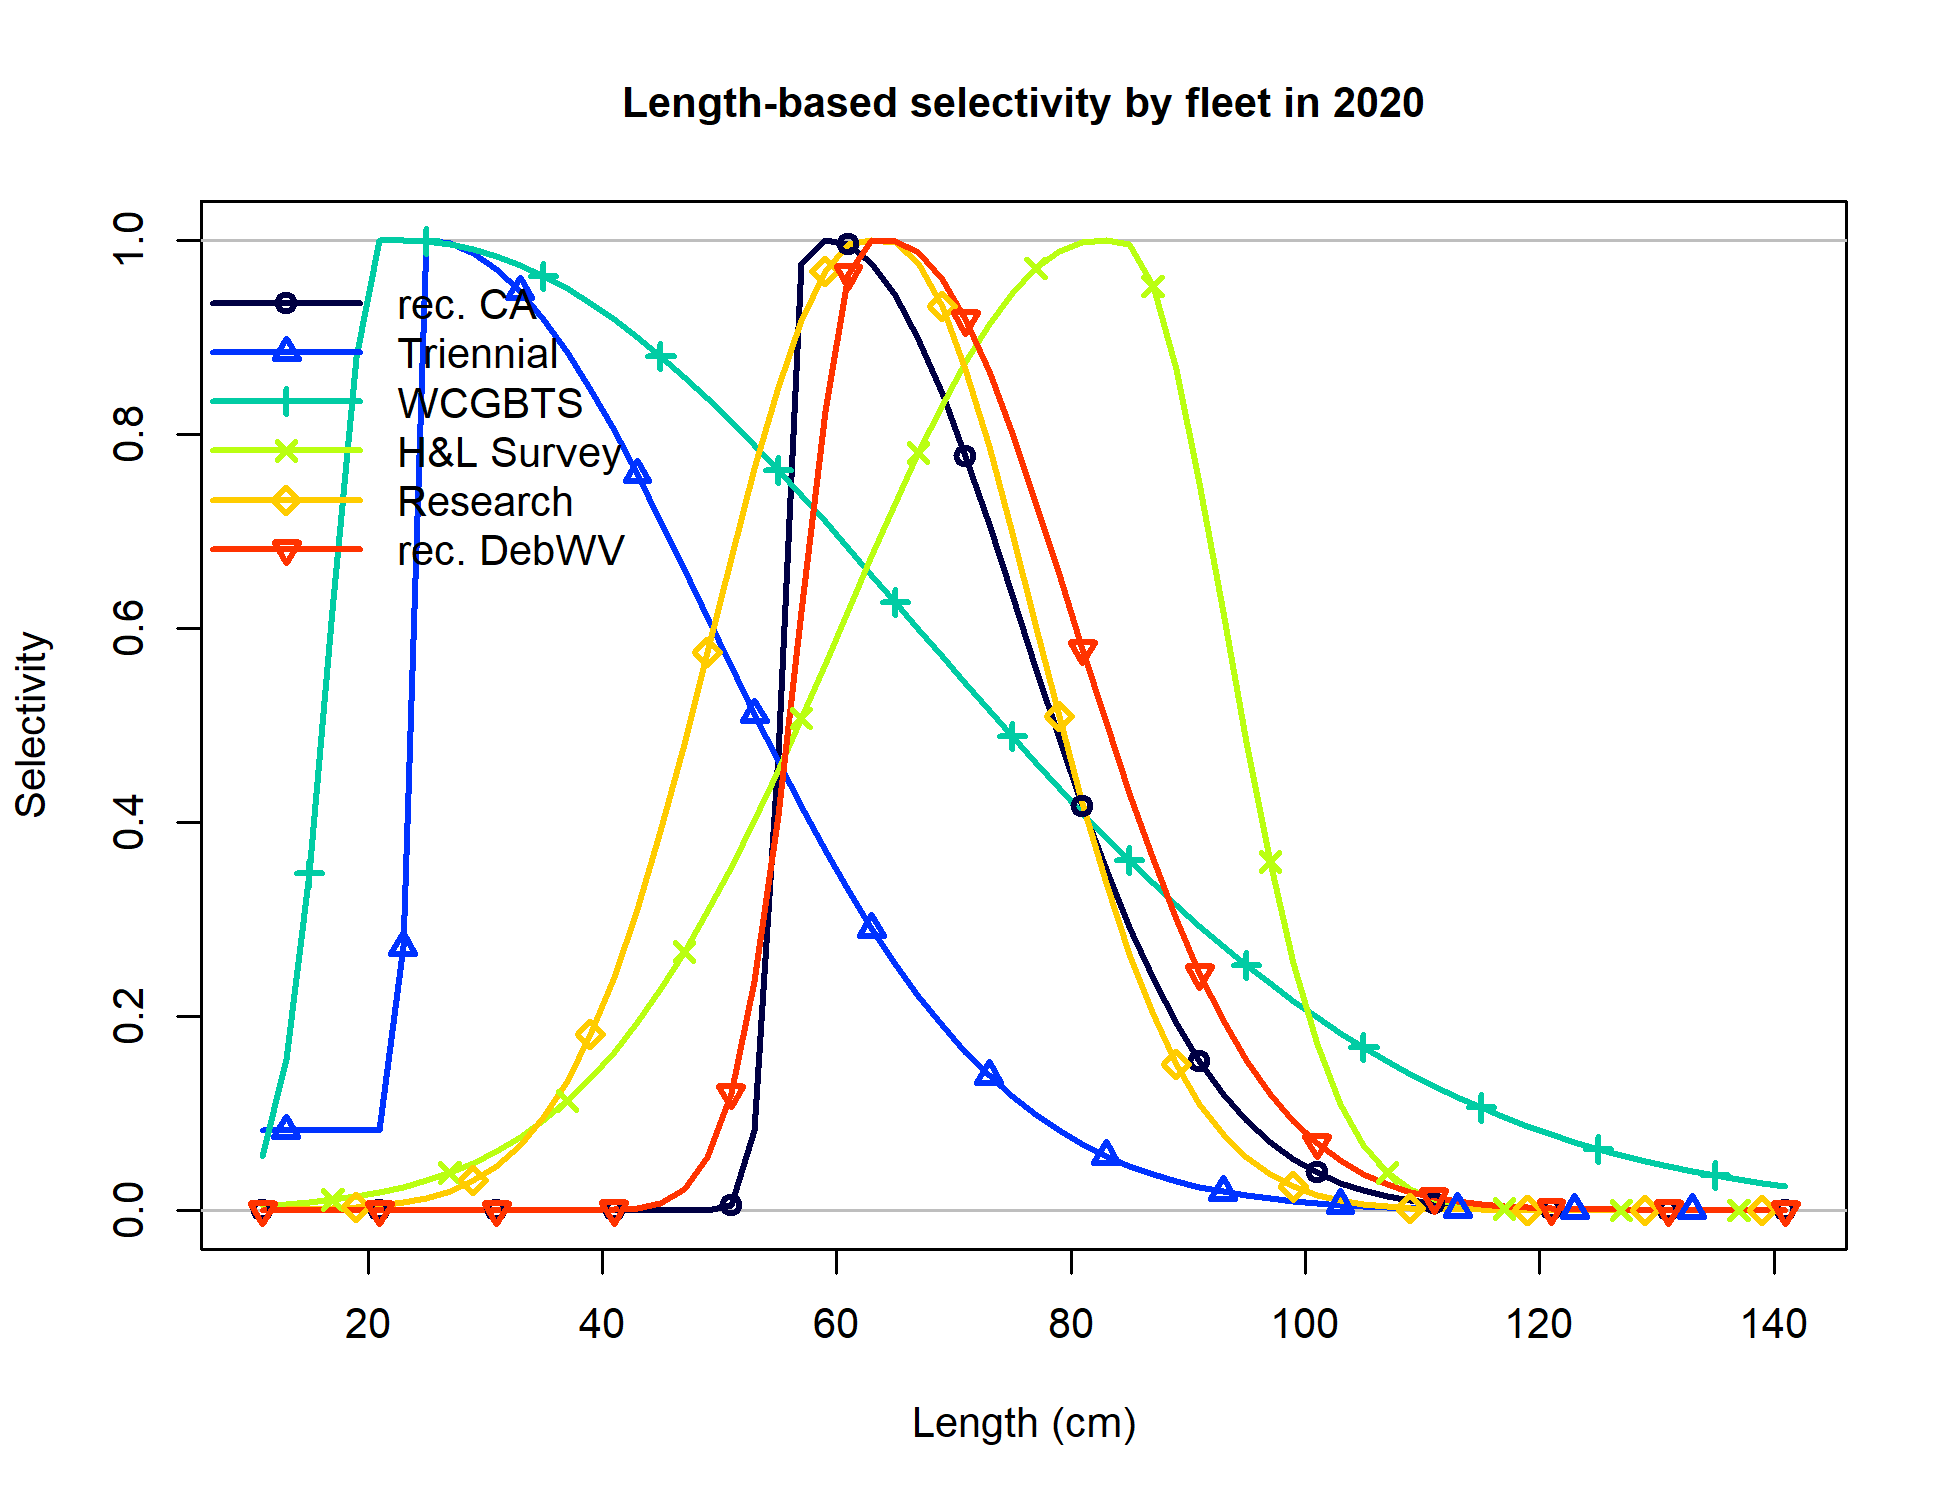 Length-based selectivity by fleet in 2020
1.0
0.8
0.6
0.4
0.2
0.0
Selectivity
rec. CA
Triennial
WCGBTS
H&L Survey
Research
rec. DebWV
20 40 60 80 100 120 140
Length (cm)